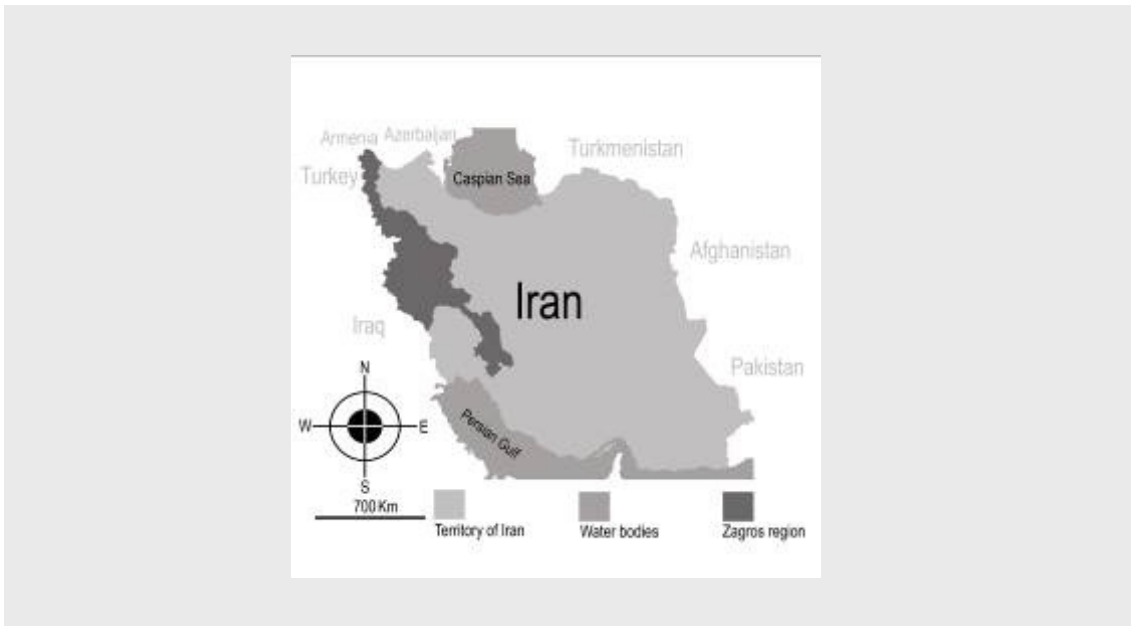 Armenia
Azerbaijan
Turkmenistan
Turkey
Caspian Sea
Afghanistan
Iran
Iraq
Pakistan
N
W
E
S
Persian Gulf
700 Km
Territory of Iran
Water bodies
Zagros region